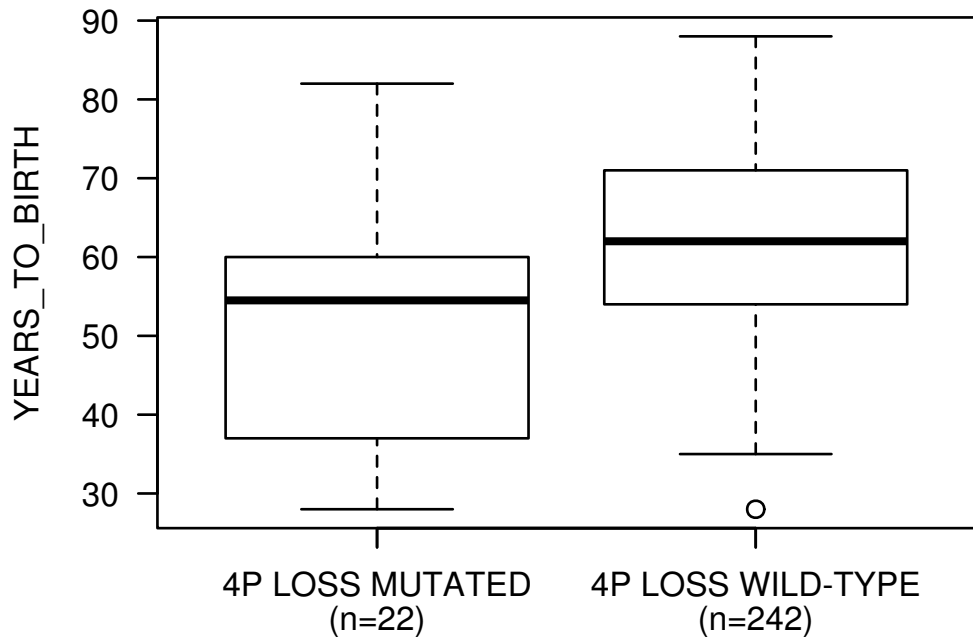 YEARS_TO_BIRTH
90
80
70
60
50
40
30
4P LOSS MUTATED
(n=22)
4P LOSS WILD-TYPE
(n=242)